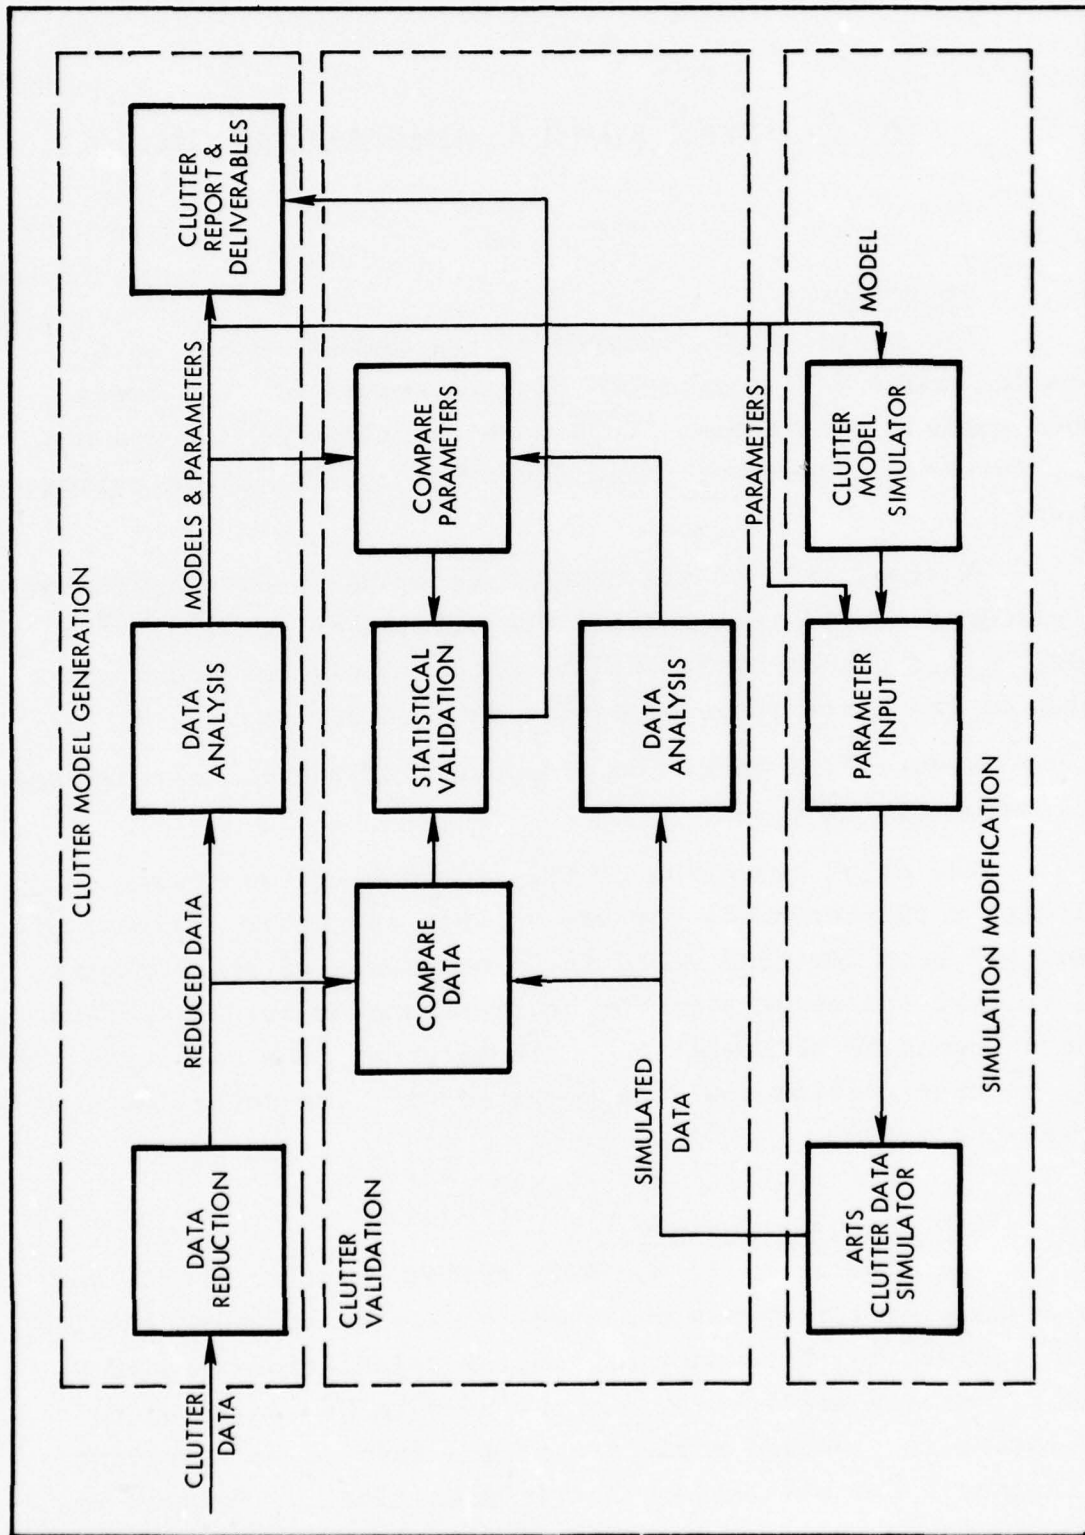 CLUTTER MODEL GENERATION
CLUTTER
DATA
DATA
REDUCTION
REDUCED DATA
DATA
ANALYSIS
MODELS & PARAMETERS
CLUTTER
REPORT &
DELIVERABLES
CLUTTER
VALIDATION
COMPARE
DATA
STATISTICAL
VALIDATION
COMPARE
PARAMETERS
SIMULATED
DATA
DATA
ANALYSIS
PARAMETERS
MODEL
ARTS
CLUTTER DATA
SIMULATOR
PARAMETER
INPUT
CLUTTER
MODEL
SIMULATOR
SIMULATION MODIFICATION